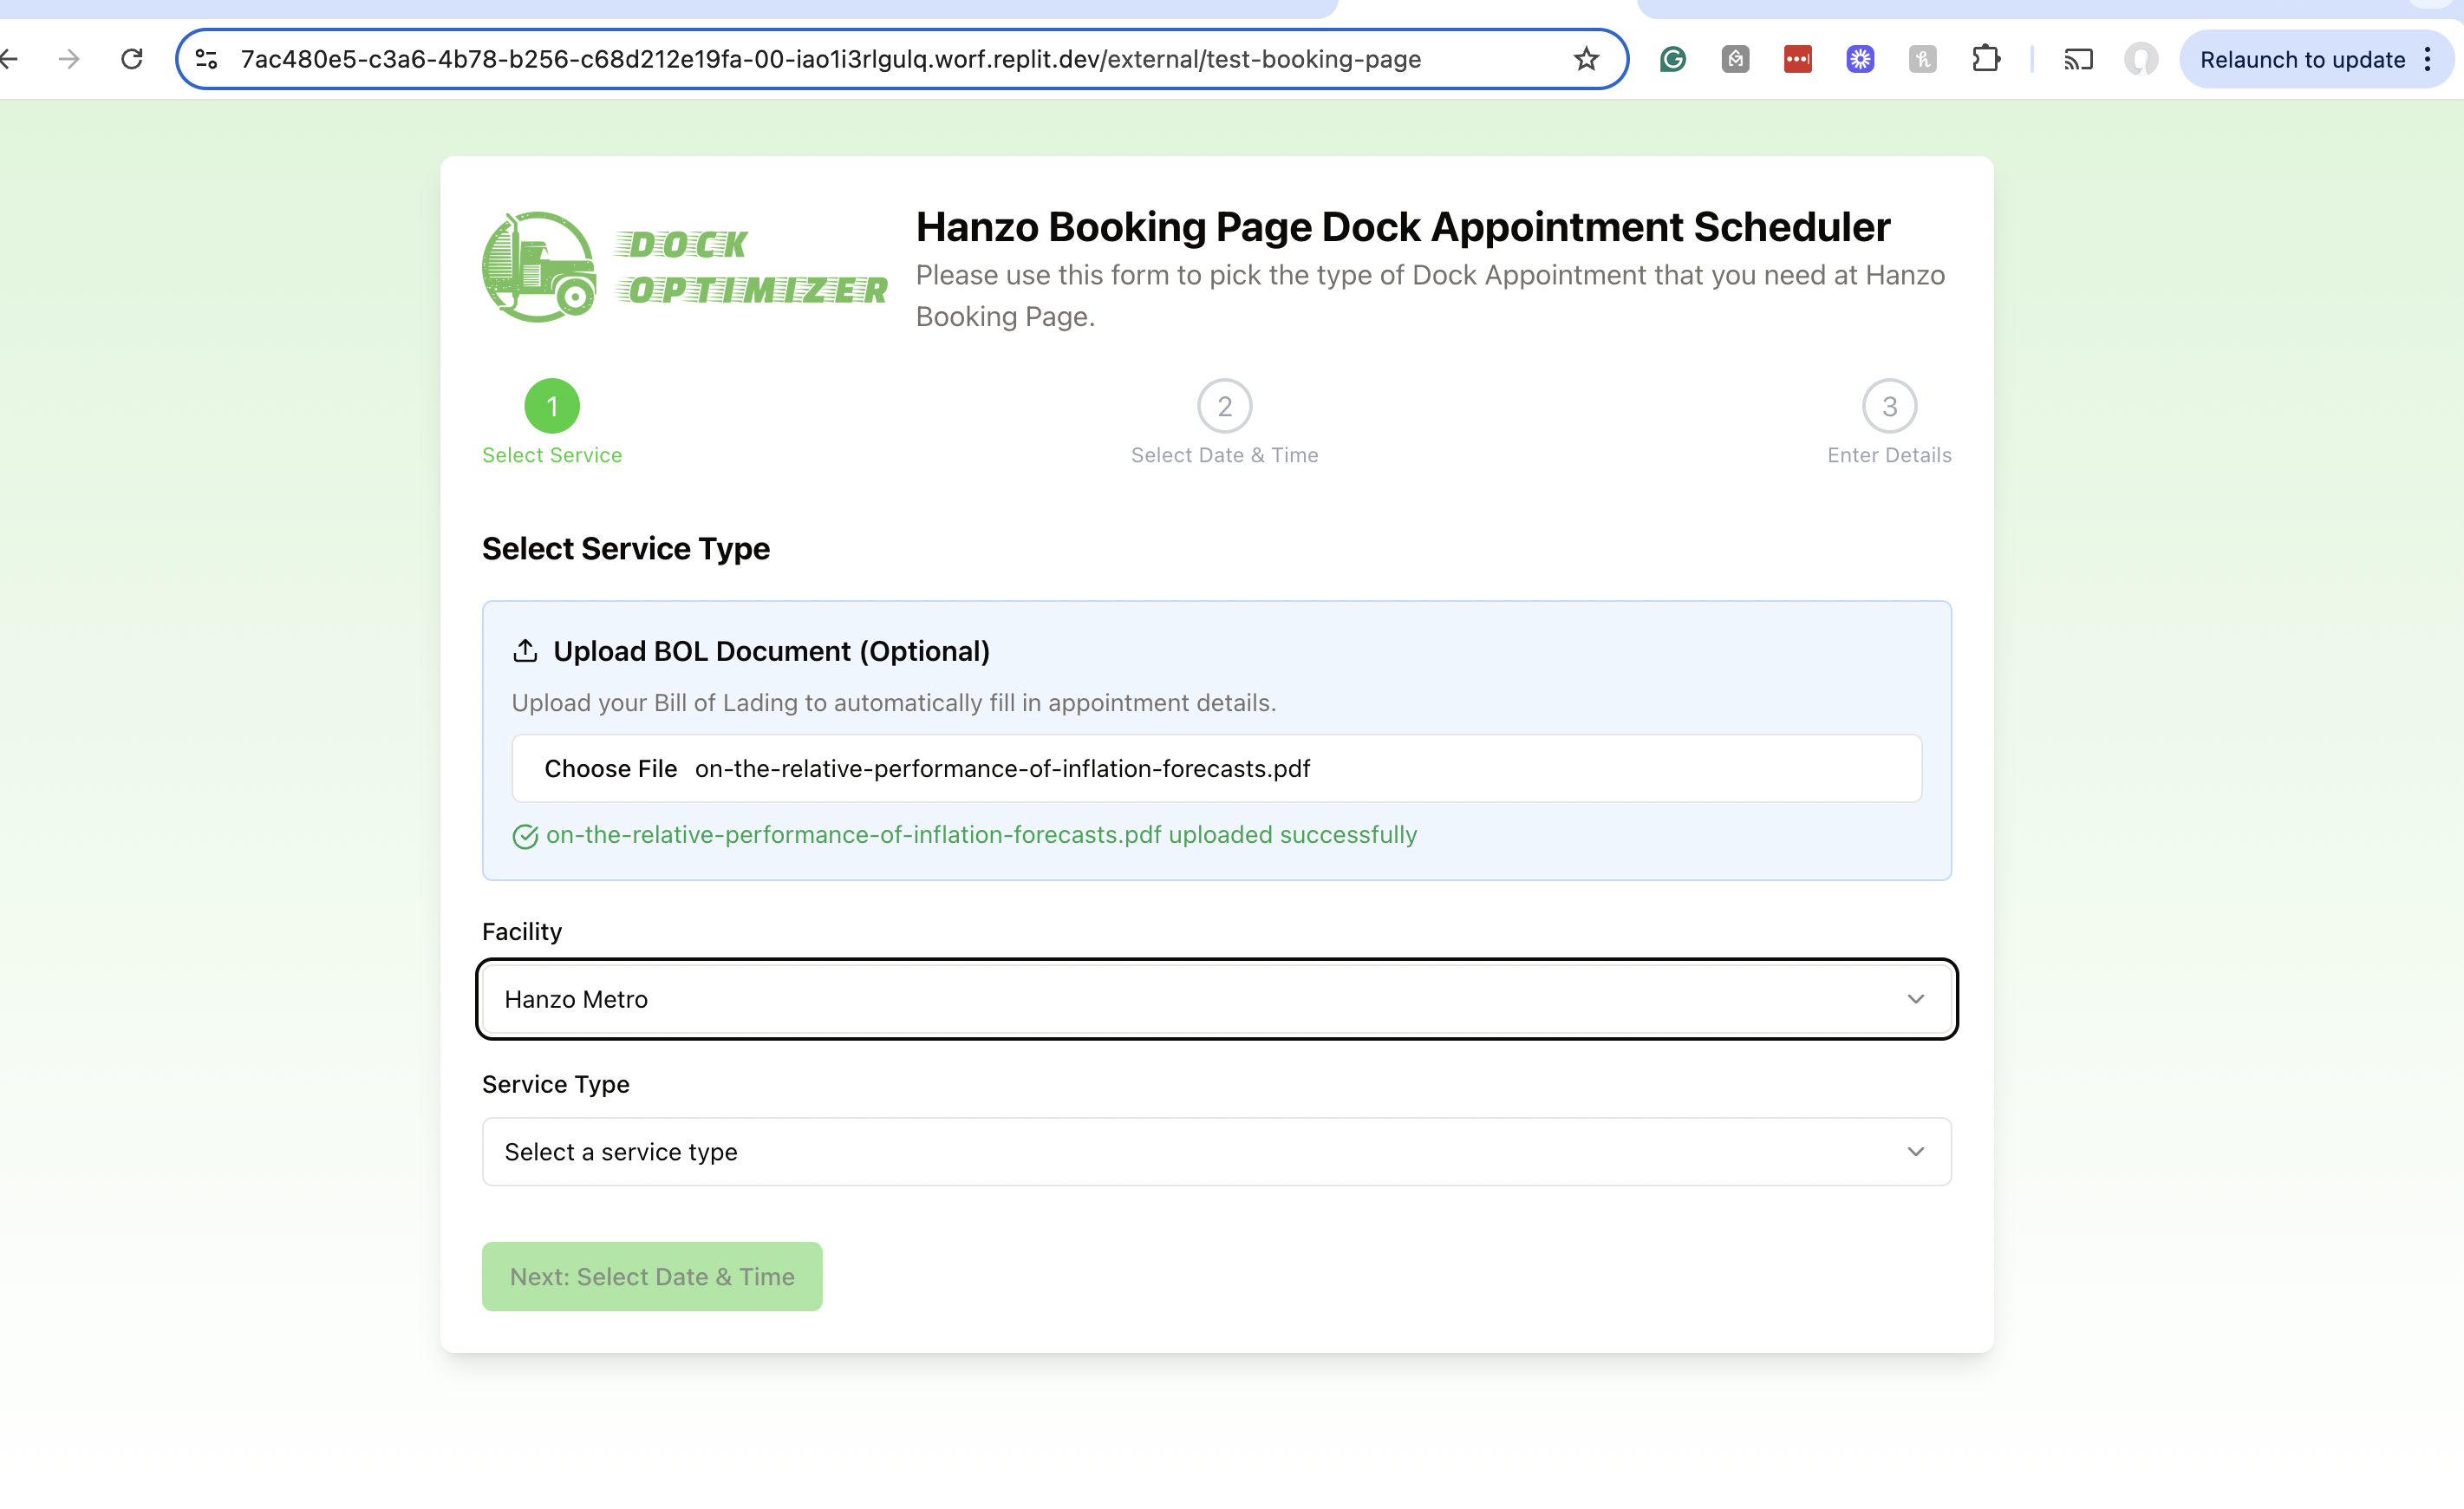 7ac480e5-c3a6-4b78-b256-c68d212e19fa-00-iao1i3rlgulq.worf.replit.dev/external/test-booking-page
Relaunch to update
DOCK
OPTIMIZER
Hanzo Booking Page Dock Appointment Scheduler
Please use this form to pick the type of Dock Appointment that you need at Hanzo
Booking Page.
1
2
3
Select Service
Select Date & Time
Enter Details
Select Service Type
Upload BOL Document (Optional)
Upload your Bill of Lading to automatically fill in appointment details.
Choose File on-the-relative-performance-of-inflation-forecasts.pdf
on-the-relative-performance-of-inflation-forecasts.pdf uploaded successfully
Facility
Hanzo Metro
Service Type
Select a service type
Next: Select Date & Time